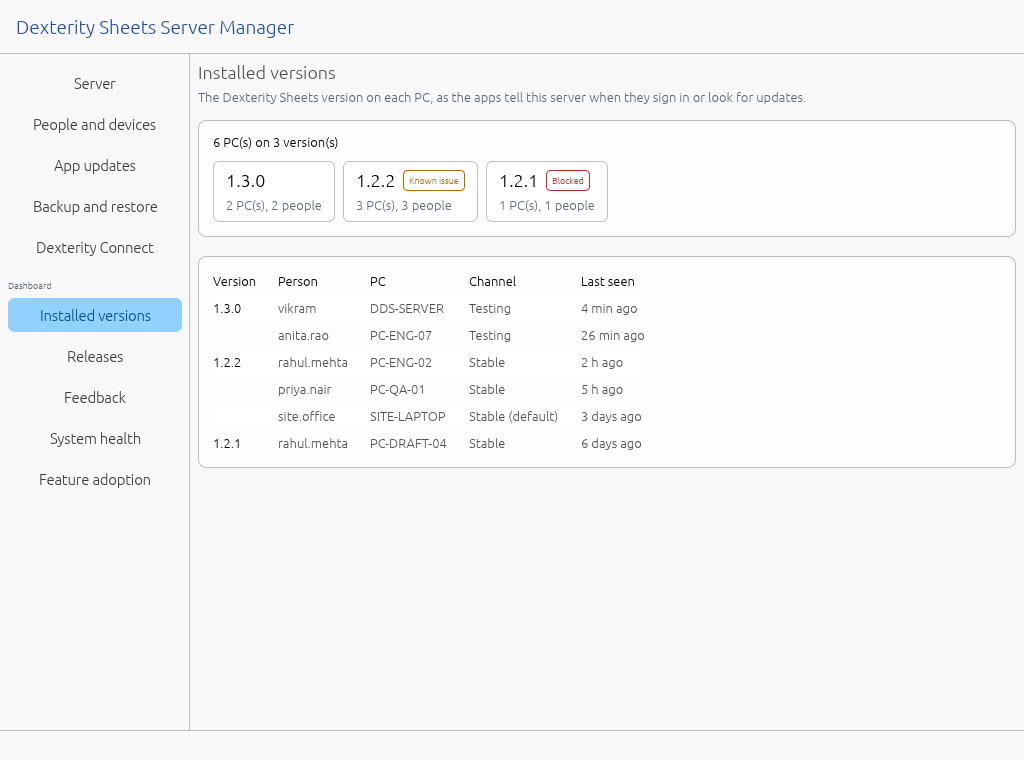 Dexterity Sheets Server Manager
Server
People and devices
App updates
Backup and restore
Dexterity Connect
Dashboard
Installed versions
Releases
Feedback
System health
Feature adoption
Installed versions
The Dexterity Sheets version on each PC, as the apps tell this server when they sign in or look for updates.
6 PC(s) on 3 version(s)
1.3.0
2 PC(s), 2 people
1.2.2 Known issue
3 PC(s), 3 people
1.2.1 Blocked
1 PC(s), 1 people
Version Person PC Channel Last seen
1.3.0 vikram DDS-SERVER Testing 4 min ago
anita.rao PC-ENG-07 Testing 26 min ago
1.2.2 rahul.mehta PC-ENG-02 Stable 2 h ago
priya.nair PC-QA-01 Stable 5 h ago
site.office SITE-LAPTOP Stable (default) 3 days ago
1.2.1 rahul.mehta PC-DRAFT-04 Stable 6 days ago